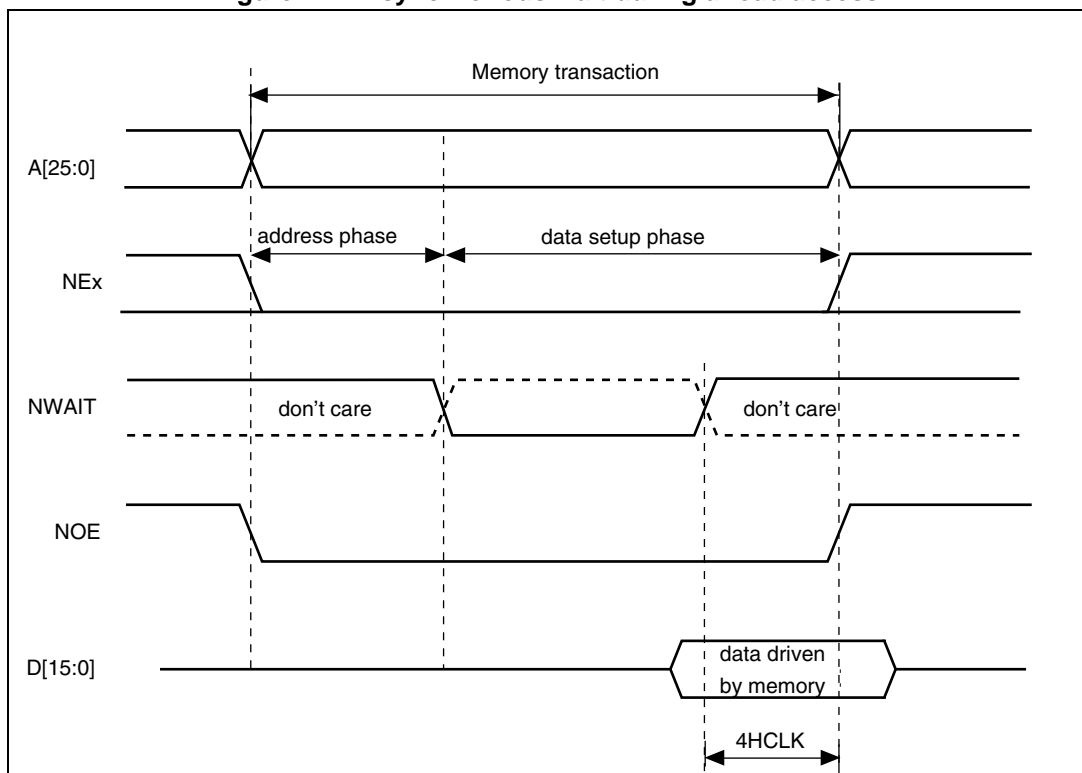 Memory transaction
A[25:0]
address phase
data setup phase
NEx
NWAIT
don't care
don't care
NOE
D[15:0]
data driven
by memory
4HCLK